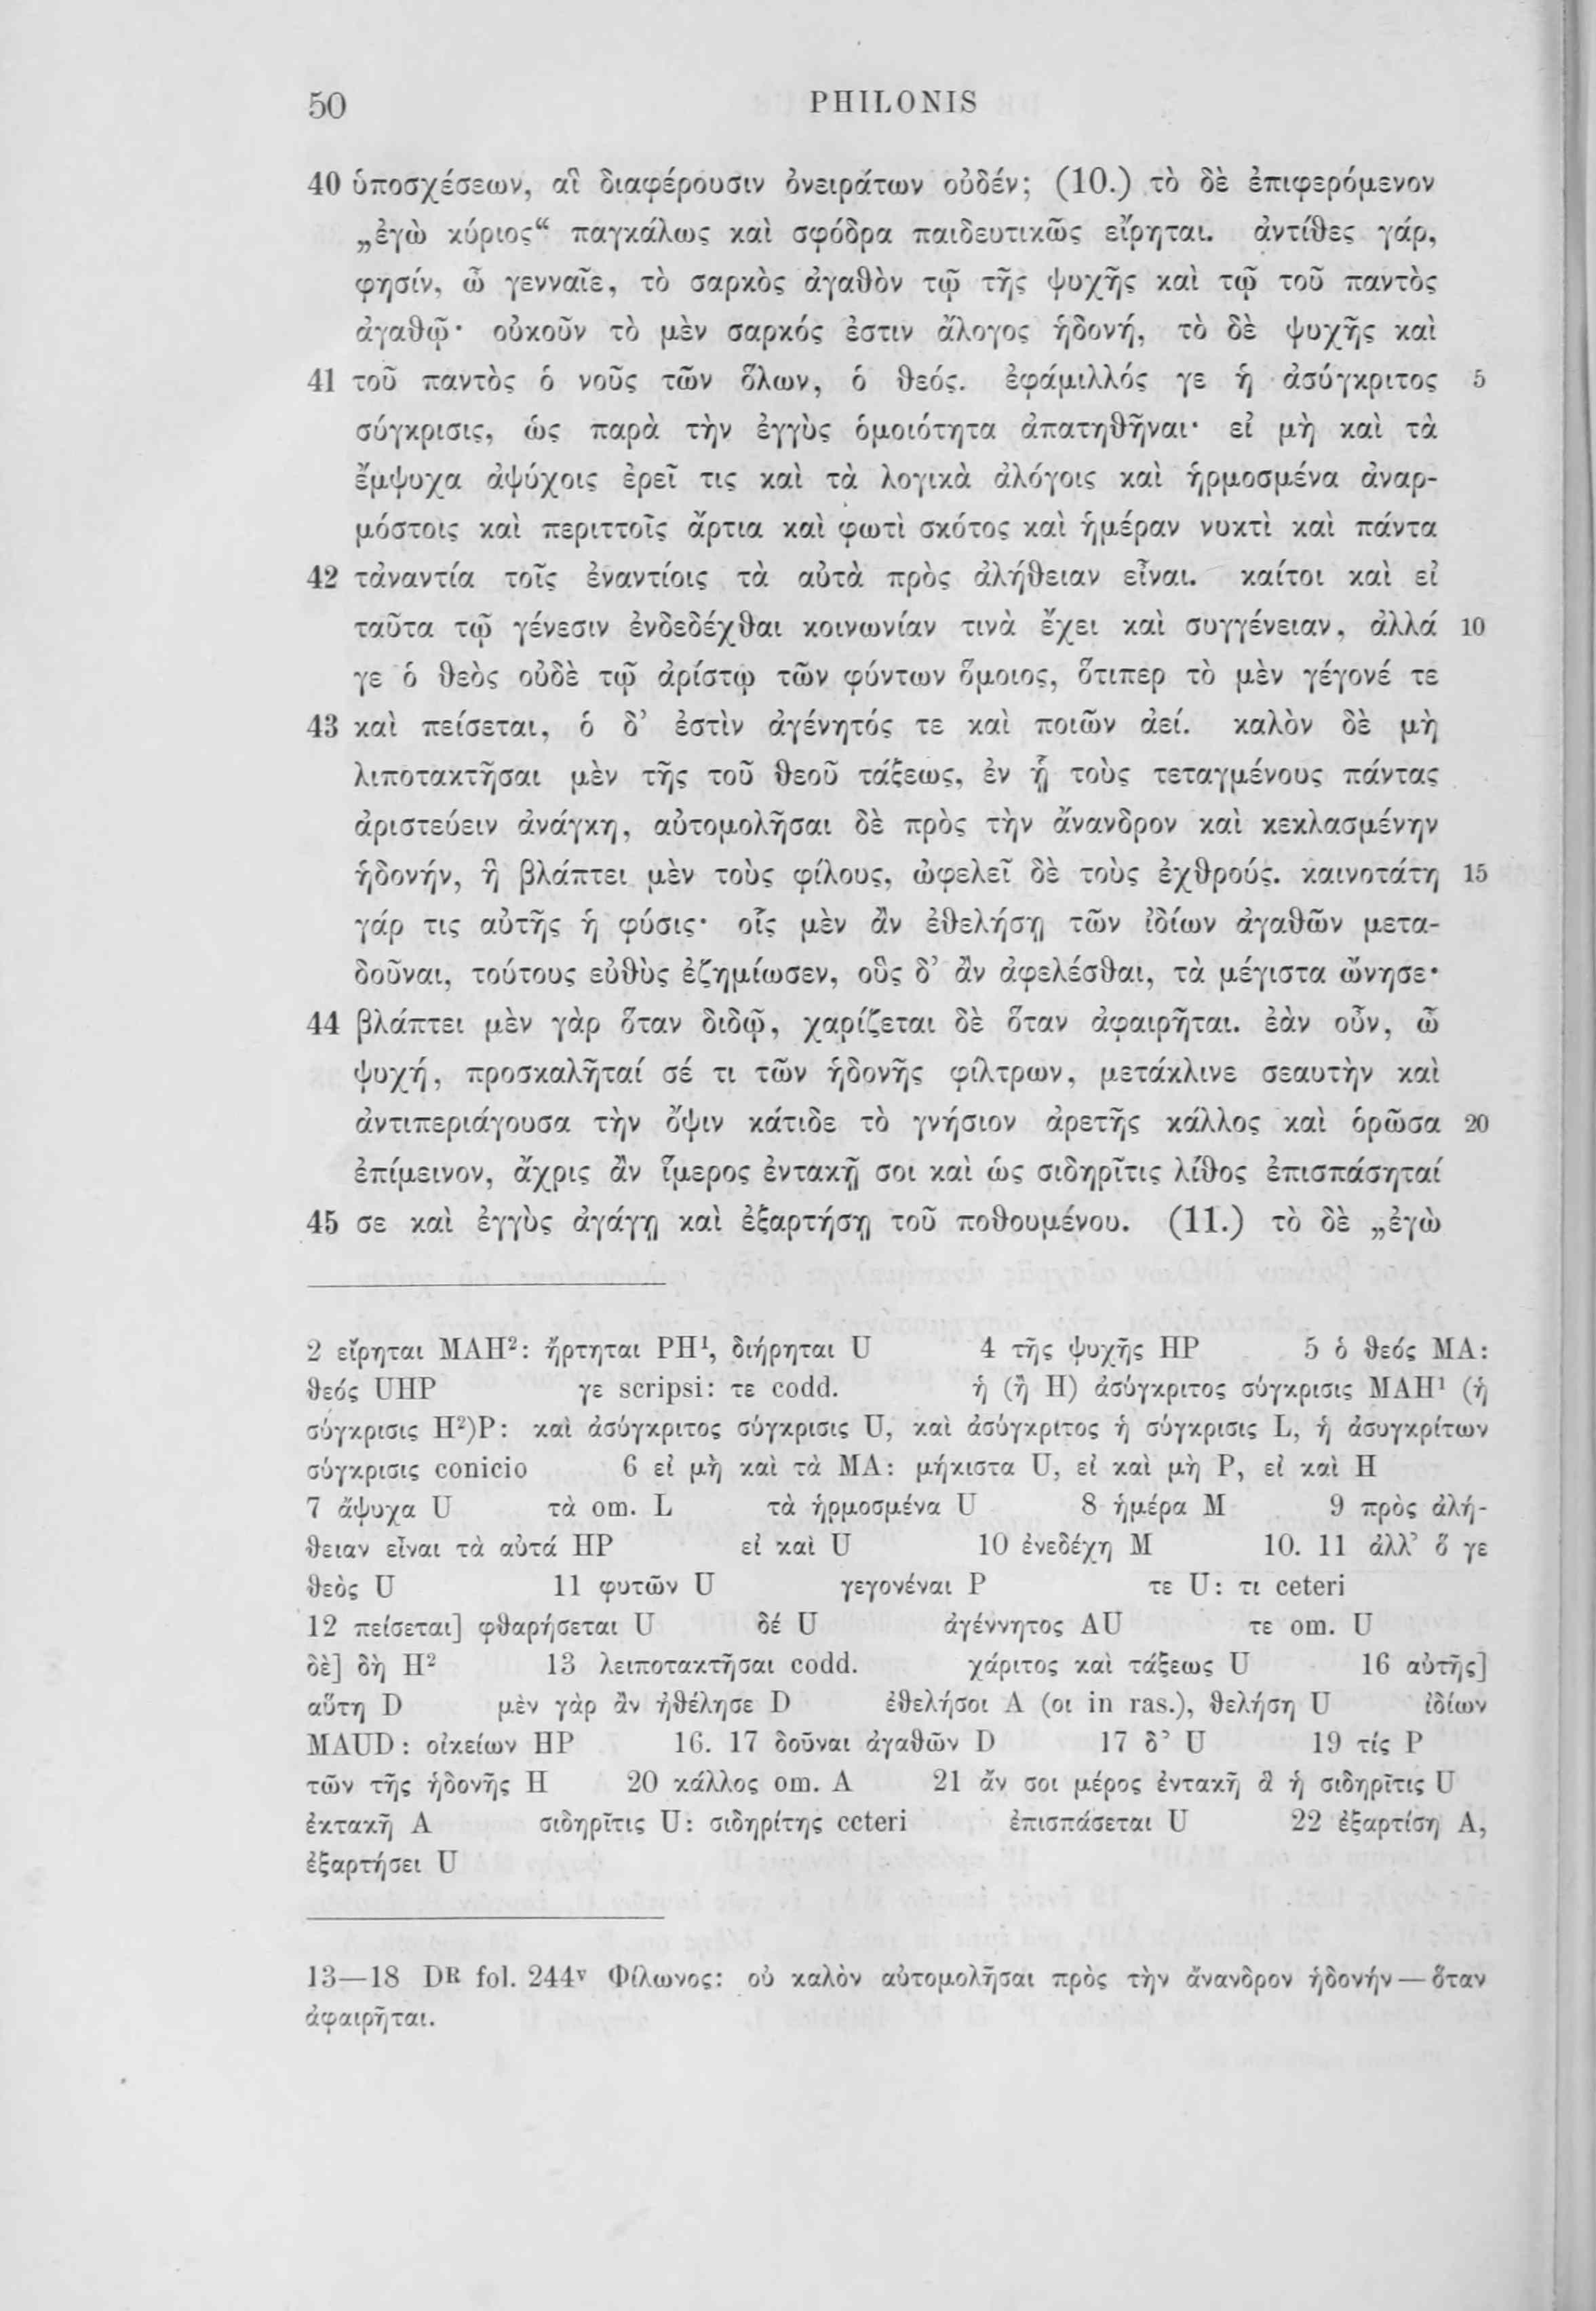 50 PHILONIS
40 ὑποσχέσεων, αἳ διαφέρουσιν ὀνειράτων οὐδέν; (10.) τὸ δὲ ἐπιφερόμενον
„ἐγὼ κύριος“ παγκάλως καὶ σφόδρα παιδευτικῶς εἴρηται. ἀντίθες γάρ,
φησίν, ὦ γενναῖε, τὸ σαρκὸς ἀγαθὸν τῷ τῆς ψυχῆς καὶ τῷ τοῦ παντὸς
ἀγαθῷ· οὐκοῦν τὸ μὲν σαρκός ἐστιν ἄλογος ἡδονή, τὸ δὲ ψυχῆς καὶ
41 τοῦ παντὸς ὁ νοῦς τῶν ὅλων, ὁ θεός. ἐφάμιλλός γε ἡ ἀσύγκριτος 5
σύγκρισις, ὡς παρὰ τὴν ἐγγὺς ὁμοιότητα ἀπατηθῆναι· εἰ μὴ καὶ τὰ
ἔμψυχα ἀψύχοις ἐρεῖ τις καὶ τὰ λογικὰ ἀλόγοις καὶ ἡρμοσμένα ἀναρ-
μόστοις καὶ περιττοῖς ἄρτια καὶ φωτὶ σκότος καὶ ἡμέραν νυκτὶ καὶ πάντα
42 τἀναντία τοῖς ἐναντίοις τὰ αὐτὰ πρὸς ἀλήθειαν εἶναι. καίτοι καὶ εἰ
ταῦτα τῷ γένεσιν ἐνδεδέχθαι κοινωνίαν τινὰ ἔχει καὶ συγγένειαν, ἀλλά 10
γε ὁ θεὸς οὐδὲ τῷ ἀρίστῳ τῶν φύντων ὅμοιος, ὅτιπερ τὸ μὲν γέγονέ τε
43 καὶ πείσεται, ὁ δ’ ἐστὶν ἀγένητός τε καὶ ποιῶν ἀεί. καλὸν δὲ μὴ
λιποτακτῆσαι μὲν τῆς τοῦ θεοῦ τάξεως, ἐν ᾗ τοὺς τεταγμένους πάντας
ἀριστεύειν ἀνάγκη, αὐτομολῆσαι δὲ πρὸς τὴν ἄνανδρον καὶ κεκλασμένην
ἡδονήν, ἣ βλάπτει μὲν τοὺς φίλους, ὠφελεῖ δὲ τοὺς ἐχθρούς. καινοτάτη 15
γάρ τις αὐτῆς ἡ φύσις· οἷς μὲν ἂν ἐθελήσῃ τῶν ἰδίων ἀγαθῶν μετα-
δοῦναι, τούτους εὐθὺς ἐζημίωσεν, οὓς δ’ ἂν ἀφελέσθαι, τὰ μέγιστα ὤνησε·
44 βλάπτει μὲν γὰρ ὅταν διδῷ, χαρίζεται δὲ ὅταν ἀφαιρῆται. ἐὰν οὖν, ὦ
ψυχή, προσκαλῆταί σέ τι τῶν ἡδονῆς φίλτρων, μετάκλινε σεαυτὴν καὶ
ἀντιπεριάγουσα τὴν ὄψιν κάτιδε τὸ γνήσιον ἀρετῆς κάλλος καὶ ὁρῶσα 20
ἐπίμεινον, ἄχρις ἂν ἵμερος ἐντακῇ σοι καὶ ὡς σιδηρῖτις λίθος ἐπισπάσηταί
45 σε καὶ ἐγγὺς ἀγάγῃ καὶ ἐξαρτήσῃ τοῦ ποθουμένου. (11.) τὸ δὲ „ἐγὼ
2 εἴρηται MAH²: ἤρτηται PH¹, διήρηται U 4 τῆς ψυχῆς HP 5 ὁ θεός MA:
θεός UHP γε scripsi: τε codd. ἡ (ἢ H) ἀσύγκριτος σύγκρισις MAH¹ (ἡ
σύγκρισις H²)P: καὶ ἀσύγκριτος σύγκρισις U, καὶ ἀσύγκριτος ἡ σύγκρισις L, ἡ ἀσυγκρίτων
σύγκρισις conicio 6 εἰ μὴ καὶ τὰ MA: μήκιστα U, εἰ καὶ μὴ P, εἰ καὶ H
7 ἄψυχα U τὰ om. L τὰ ἡρμοσμένα U 8 ἡμέρα M 9 πρὸς ἀλή-
θειαν εἶναι τὰ αὐτά HP εἰ καὶ U 10 ἐνεδέχη M 10. 11 ἀλλ’ ὅ γε
θεὸς U 11 φυτῶν U γεγονέναι P τε U: τι ceteri
12 πείσεται] φθαρήσεται U δέ U ἀγέννητος AU τε om. U
δὲ] δὴ H² 13 λειποτακτῆσαι codd. χάριτος καὶ τάξεως U 16 αὐτῆς]
αὕτη D μὲν γὰρ ἂν ἠθέλησε D ἐθελήσοι A (οι in ras.), θελήση U ἰδίων
MAUD: οἰκείων HP 16. 17 δοῦναι ἀγαθῶν D 17 δ’ U 19 τίς P
τῶν τῆς ἡδονῆς H 20 κάλλος om. A 21 ἄν σοι μέρος ἐντακῆ ἃ ἡ σιδηρῖτις U
ἐκτακῆ A σιδηρῖτις U: σιδηρίτης ceteri ἐπισπάσεται U 22 ἐξαρτίση A,
ἐξαρτήσει U
13—18 Dᴿ fol. 244ᵛ Φίλωνος: οὐ καλὸν αὐτομολῆσαι πρὸς τὴν ἄνανδρον ἡδονήν — ὅταν
ἀφαιρῆται.